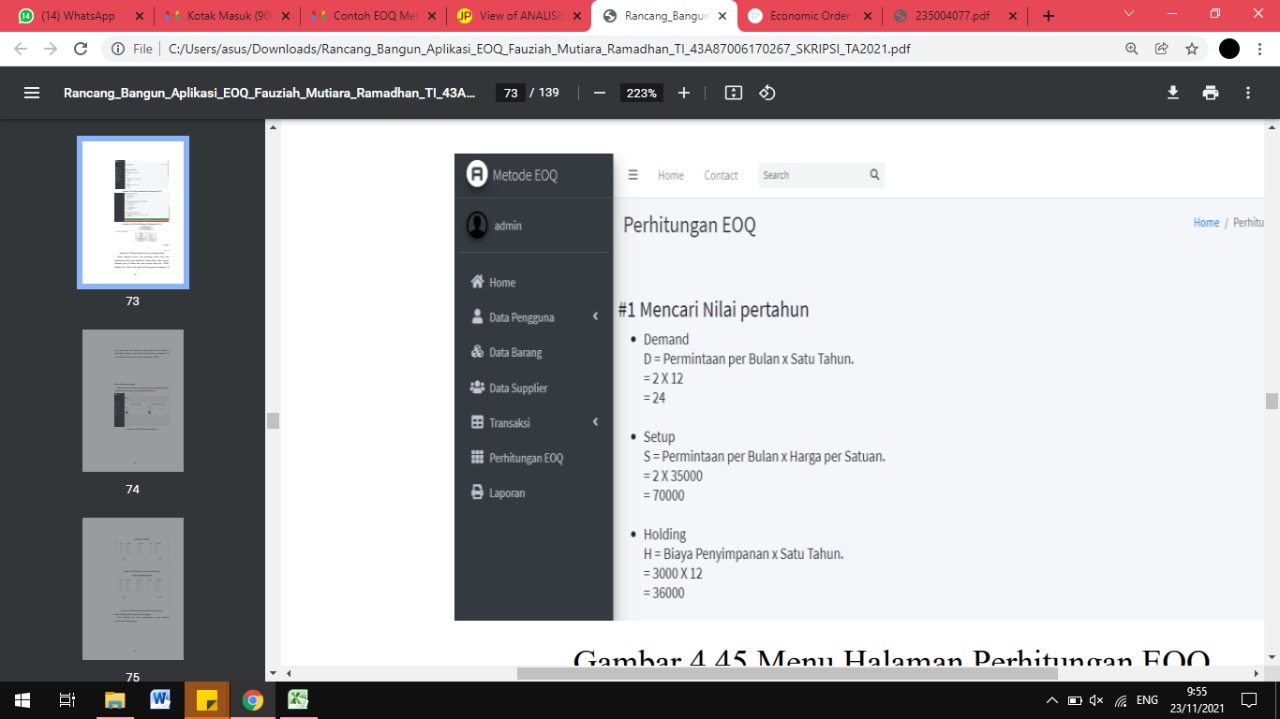 (14) WhatsApp
Kotak Masuk (90
Contoh EOQ Met
View of ANALISIS
Rancang_Bangun
Economic Order
235004077.pdf
File
C:/Users/asus/Downloads/Rancang_Bangun_Aplikasi_EOQ_Fauziah_Mutiara_Ramadhan_TI_43A87006170267_SKRIPSI_TA2021.pdf
Rancang_Bangun_Aplikasi_EOQ_Fauziah_Mutiara_Ramadhan_TI_43A...
73 / 139
223%
73
74
75
Metode EOQ
admin
Home
Data Pengguna
Data Barang
Data Supplier
Transaksi
Perhitungan EOQ
Laporan
Home Contact Search
Perhitungan EOQ
Home / Perhitu
#1 Mencari Nilai pertahun
• Demand
D = Permintaan per Bulan x Satu Tahun.
= 2 X 12
= 24
• Setup
S = Permintaan per Bulan x Harga per Satuan.
= 2 X 35000
= 70000
• Holding
H = Biaya Penyimpanan x Satu Tahun.
= 3000 X 12
= 36000
Gambar 4.45 Menu Halaman Perhitungan EOQ
ENG
9:55
23/11/2021